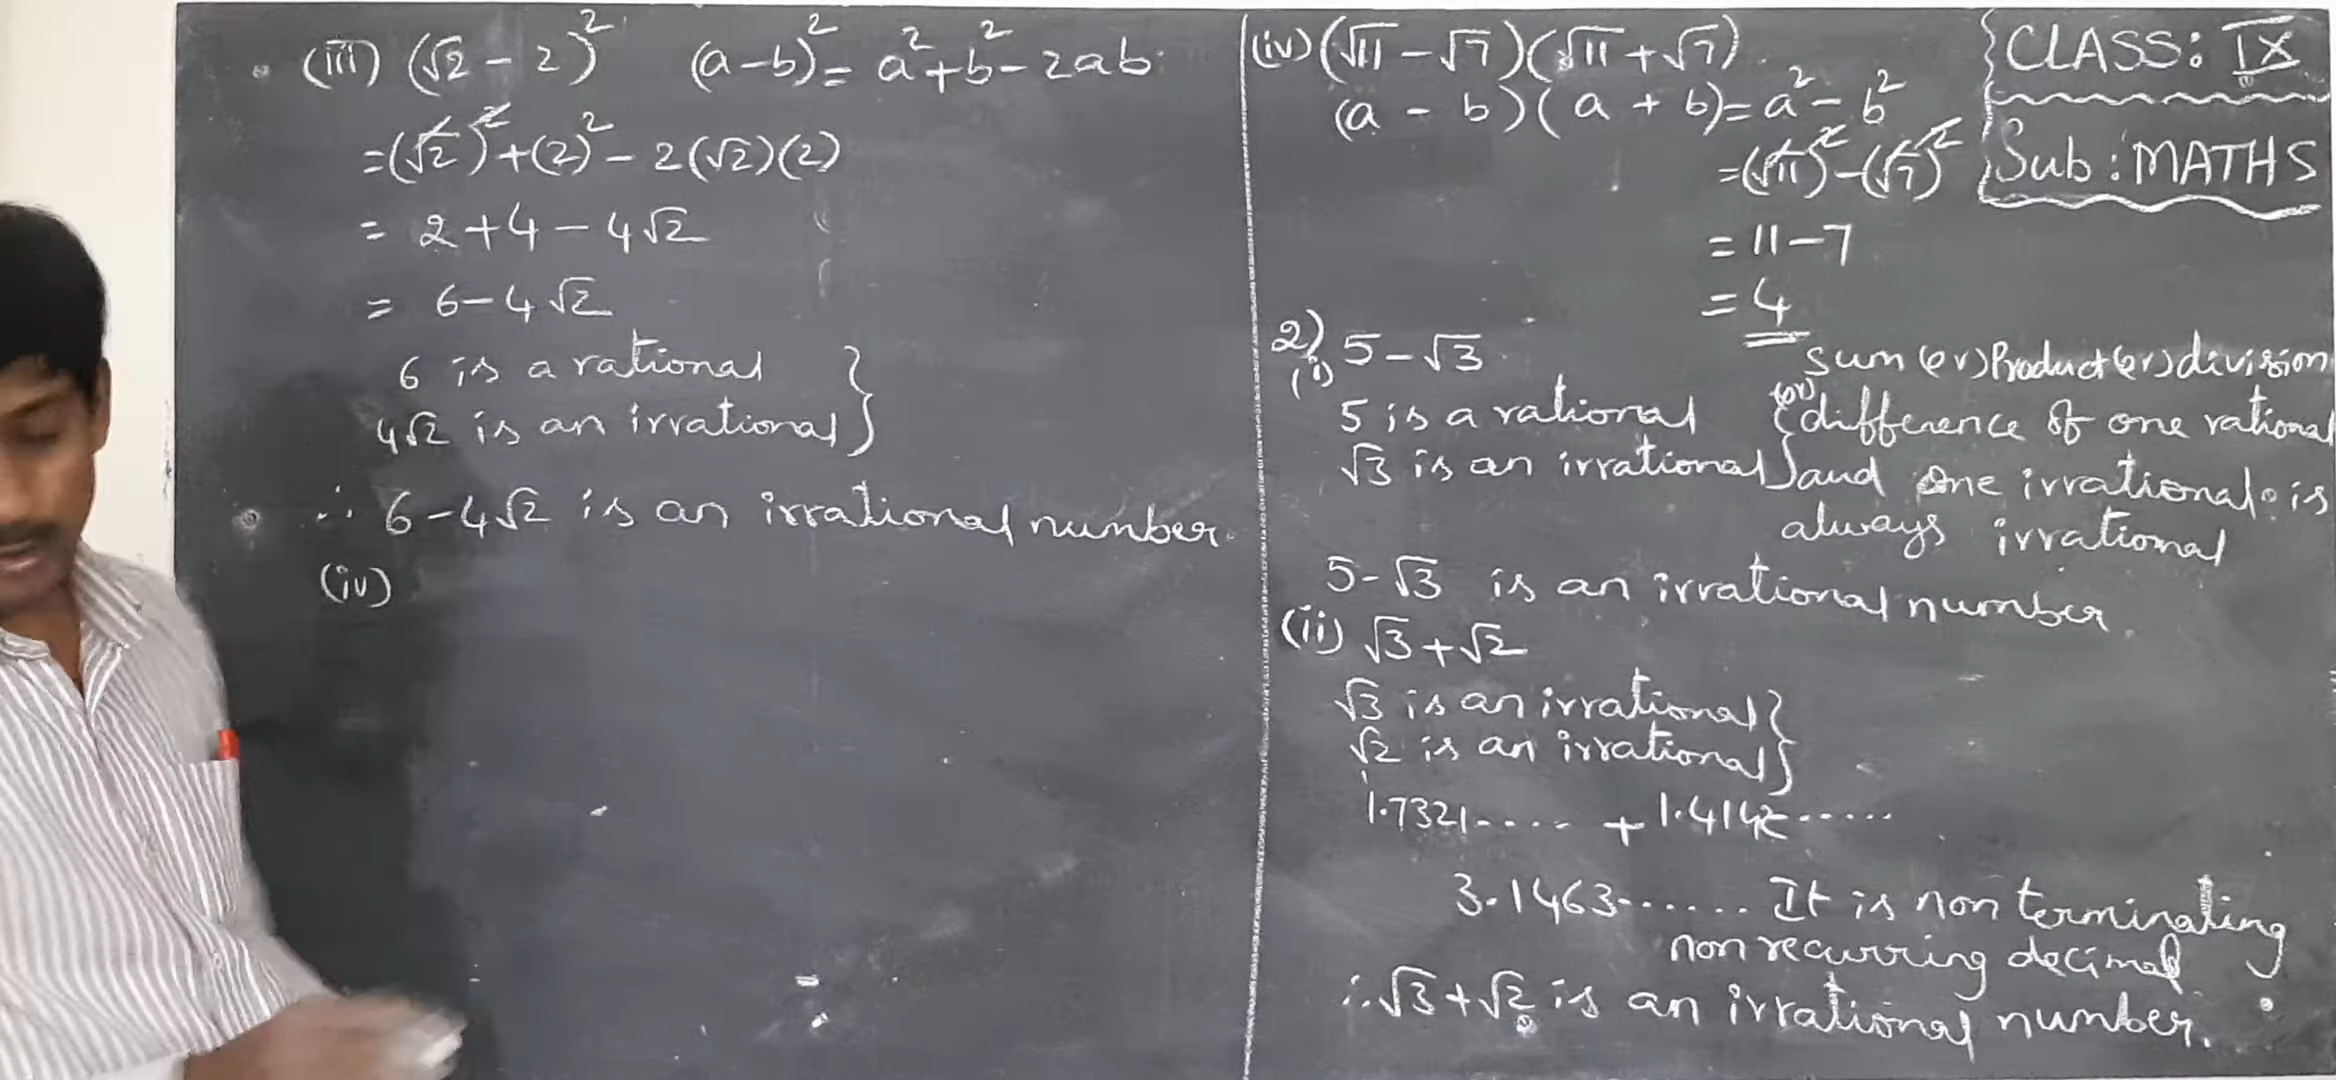 (iii) (√2 - 2)² (a-b)² = a²+b²-2ab
=(√2)²+(2)²-2(√2)(2)
= 2+4-4√2
= 6-4√2
6 is a rational }
4√2 is an irrational }
∴ 6-4√2 is an irrational number.
(iv)
(iv) (√11-√7)(√11+√7)
(a - b)(a + b)=a²-b²
=(√11)²-(√7)²
= 11-7
= 4
2)
(i) 5-√3
5 is a rational
√3 is an irrational }
sum (or) Product (or) division
(or) difference of one rational
and one irrational is
always irrational
5-√3 is an irrational number.
(ii) √3+√2
√3 is an irrational }
√2 is an irrational }
1.7321..... + 1.4142......
3.1463....... It is non terminating
non recurring decimal
∴ √3+√2 is an irrational number.
CLASS: IX
Sub: MATHS